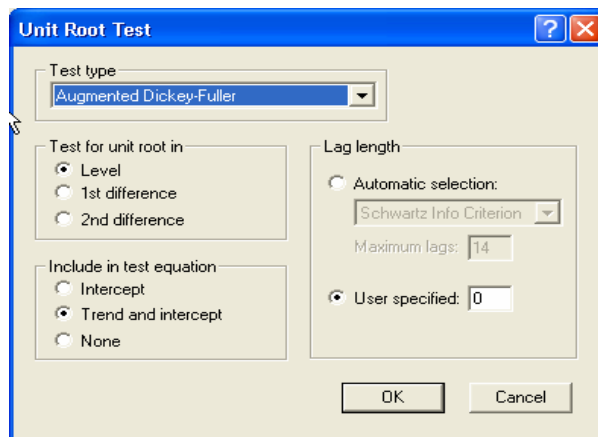 Unit Root Test
Test type
Augmented Dickey-Fuller
Test for unit root in
Level
1st difference
2nd difference
Include in test equation
Intercept
Trend and intercept
None
Lag length
Automatic selection:
Schwartz Info Criterion
Maximum lags: 14
User specified: 0
OK Cancel